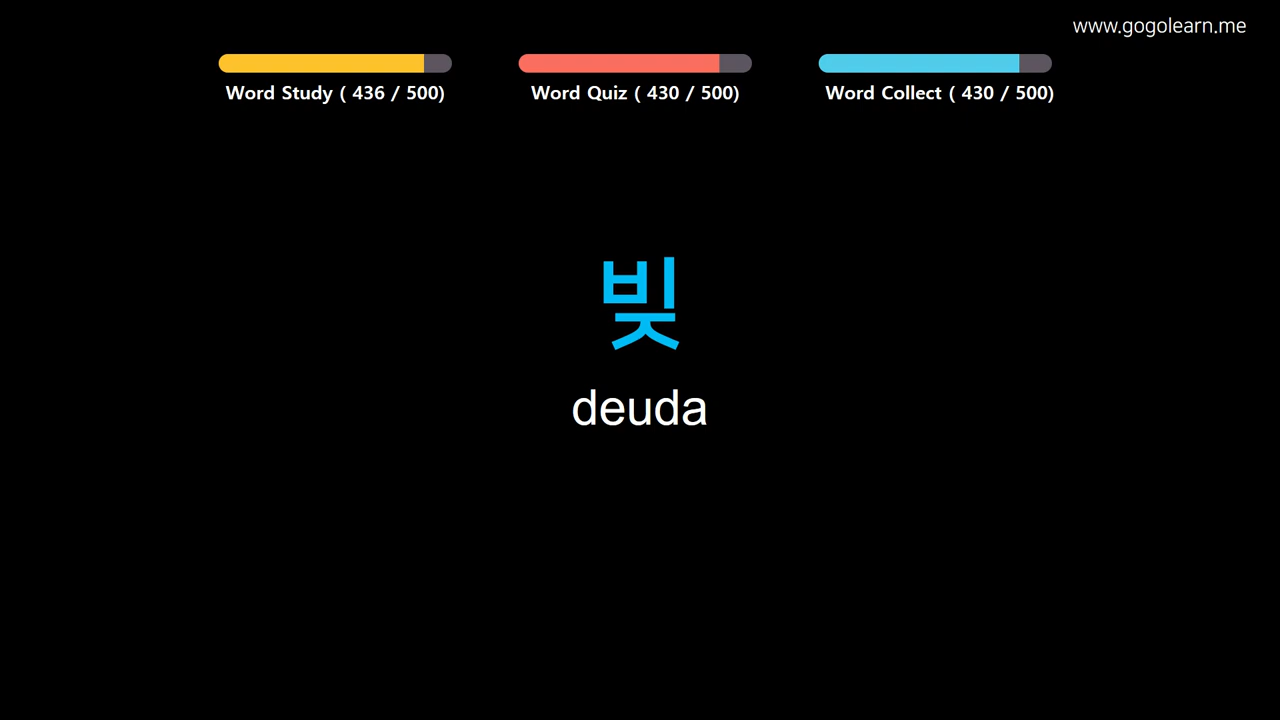 www.gogolearn.me
Word Study ( 436 / 500)
Word Quiz ( 430 / 500)
Word Collect ( 430 / 500)
빚
deuda